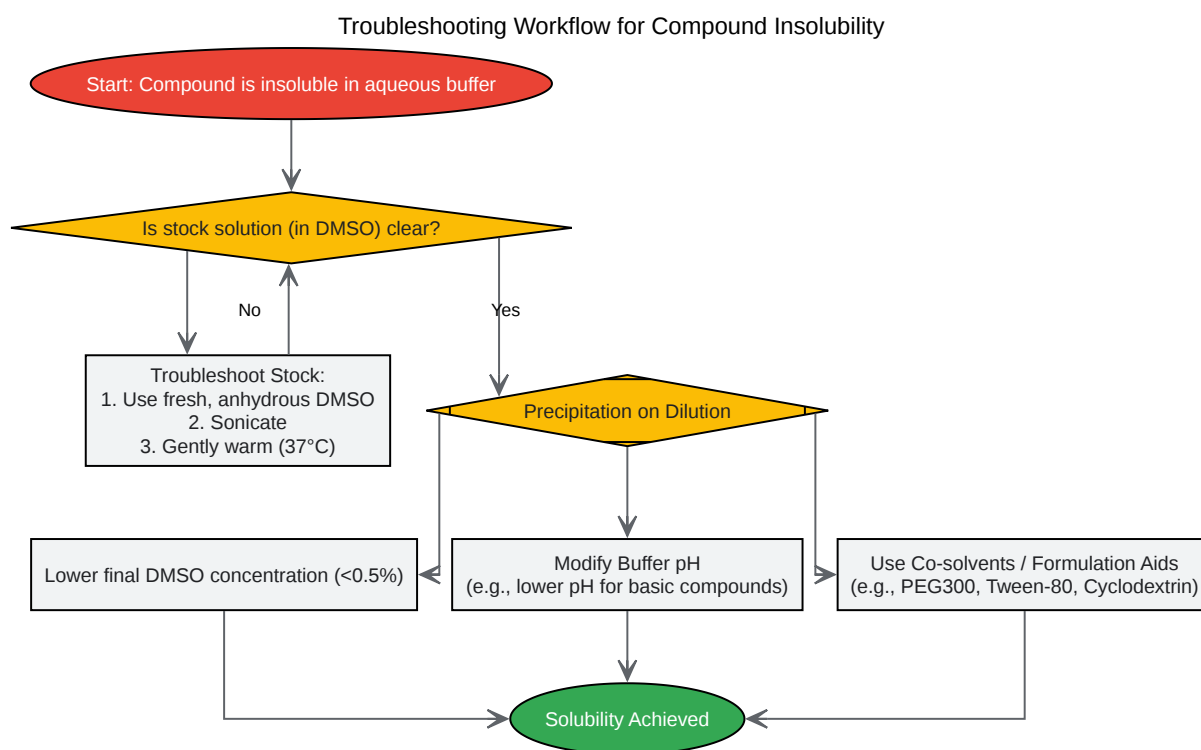 Troubleshooting Workflow for Compound Insolubility
Start: Compound is insoluble in aqueous buffer
Is stock solution (in DMSO) clear?
No
Yes
Troubleshoot Stock:
1. Use fresh, anhydrous DMSO
2. Sonicate
3. Gently warm (37°C)
Precipitation on Dilution
Lower final DMSO concentration (<0.5%)
Modify Buffer pH
(e.g., lower pH for basic compounds)
Use Co-solvents / Formulation Aids
(e.g., PEG300, Tween-80, Cyclodextrin)
Solubility Achieved